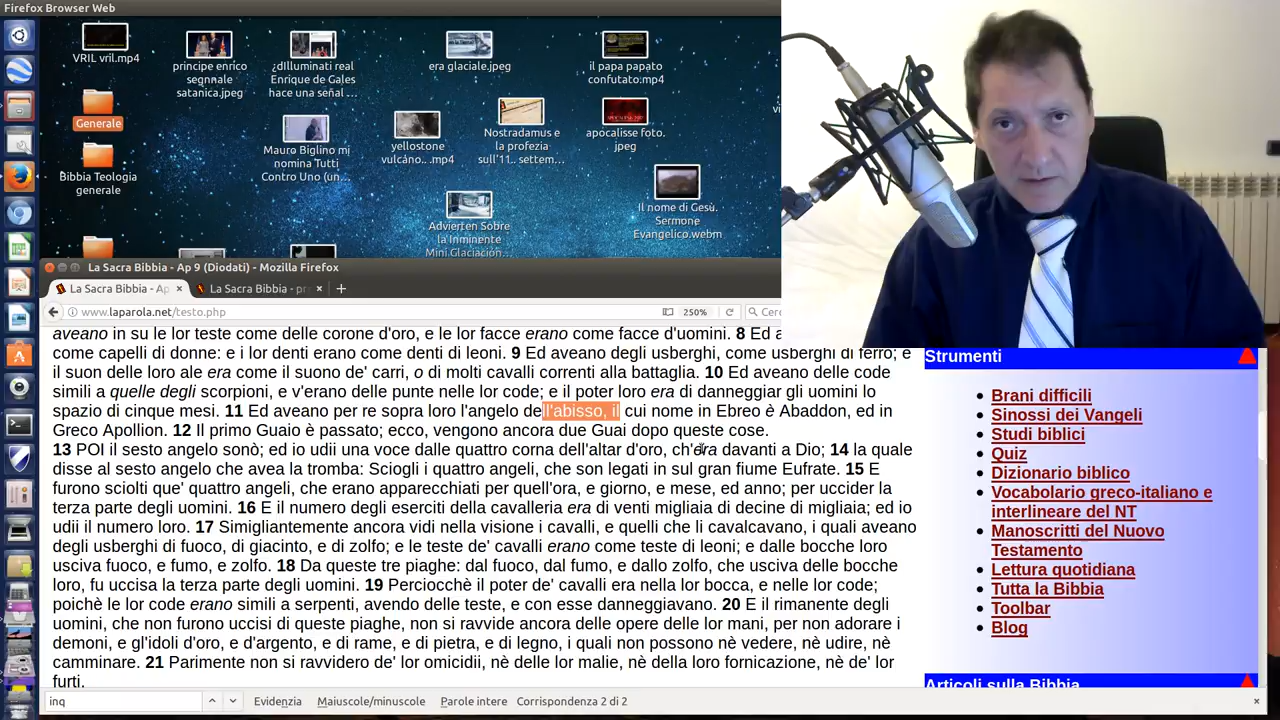 Firefox Browser Web
VRIL vril.mp4
principe enrico
segnnale
satanica.jpeg
¿dIlluminati real
Enrique de Gales
hace una señal ...
era glaciale.jpeg
il papa papato
confutato:mp4
Generale
Mauro Biglino mi
nomina Tutti
Contro Uno (un...
yellostone
vulcáno.. ..mp4
Nostradamus e
la profezia
sull'11.. settem...
apocalisse foto.
jpeg
Bibbia Teologia
generale
Advierten Sobre
la Inminente
Mini Glaciación ...
Il nome di Gesù.
Sermone
Evangelico.webm
La Sacra Bibbia - Ap 9 (Diodati) - Mozilla Firefox
La Sacra Bibbia - Ap... × La Sacra Bibbia - pr... × +
www.laparola.net/testo.php 250% Cerc
aveano in su le lor teste come delle corone d'oro, e le lor facce erano come facce d'uomini. 8 Ed a
come capelli di donne: e i lor denti erano come denti di leoni. 9 Ed aveano degli usberghi, come usberghi di ferro; e
il suon delle loro ale era come il suono de' carri, o di molti cavalli correnti alla battaglia. 10 Ed aveano delle code
simili a quelle degli scorpioni, e v'erano delle punte nelle lor code; e il poter loro era di danneggiar gli uomini lo
spazio di cinque mesi. 11 Ed aveano per re sopra loro l'angelo dell'abisso, il cui nome in Ebreo è Abaddon, ed in
Greco Apollion. 12 Il primo Guaio è passato; ecco, vengono ancora due Guai dopo queste cose.
13 POI il sesto angelo sonò; ed io udii una voce dalle quattro corna dell'altar d'oro, ch'era davanti a Dio; 14 la quale
disse al sesto angelo che avea la tromba: Sciogli i quattro angeli, che son legati in sul gran fiume Eufrate. 15 E
furono sciolti que' quattro angeli, che erano apparecchiati per quell'ora, e giorno, e mese, ed anno; per uccider la
terza parte degli uomini. 16 E il numero degli eserciti della cavalleria era di venti migliaia di decine di migliaia; ed io
udii il numero loro. 17 Simigliantemente ancora vidi nella visione i cavalli, e quelli che li cavalcavano, i quali aveano
degli usberghi di fuoco, di giacinto, e di zolfo; e le teste de' cavalli erano come teste di leoni; e dalle bocche loro
usciva fuoco, e fumo, e zolfo. 18 Da queste tre piaghe: dal fuoco, dal fumo, e dallo zolfo, che usciva delle bocche
loro, fu uccisa la terza parte degli uomini. 19 Perciocchè il poter de' cavalli era nella lor bocca, e nelle lor code;
poichè le lor code erano simili a serpenti, avendo delle teste, e con esse danneggiavano. 20 E il rimanente degli
uomini, che non furono uccisi di queste piaghe, non si ravvide ancora delle opere delle lor mani, per non adorare i
demoni, e gl'idoli d'oro, e d'argento, e di rame, e di pietra, e di legno, i quali non possono nè vedere, nè udire, nè
camminare. 21 Parimente non si ravvidero de' lor omicidii, nè delle lor malie, nè della loro fornicazione, nè de' lor
furti.
Strumenti
Brani difficili
Sinossi dei Vangeli
Studi biblici
Quiz
Dizionario biblico
Vocabolario greco-italiano e
interlineare del NT
Manoscritti del Nuovo
Testamento
Lettura quotidiana
Tutta la Bibbia
Toolbar
Blog
Articoli sulla Bibbia
inq Evidenzia Maiuscole/minuscole Parole intere Corrispondenza 2 di 2